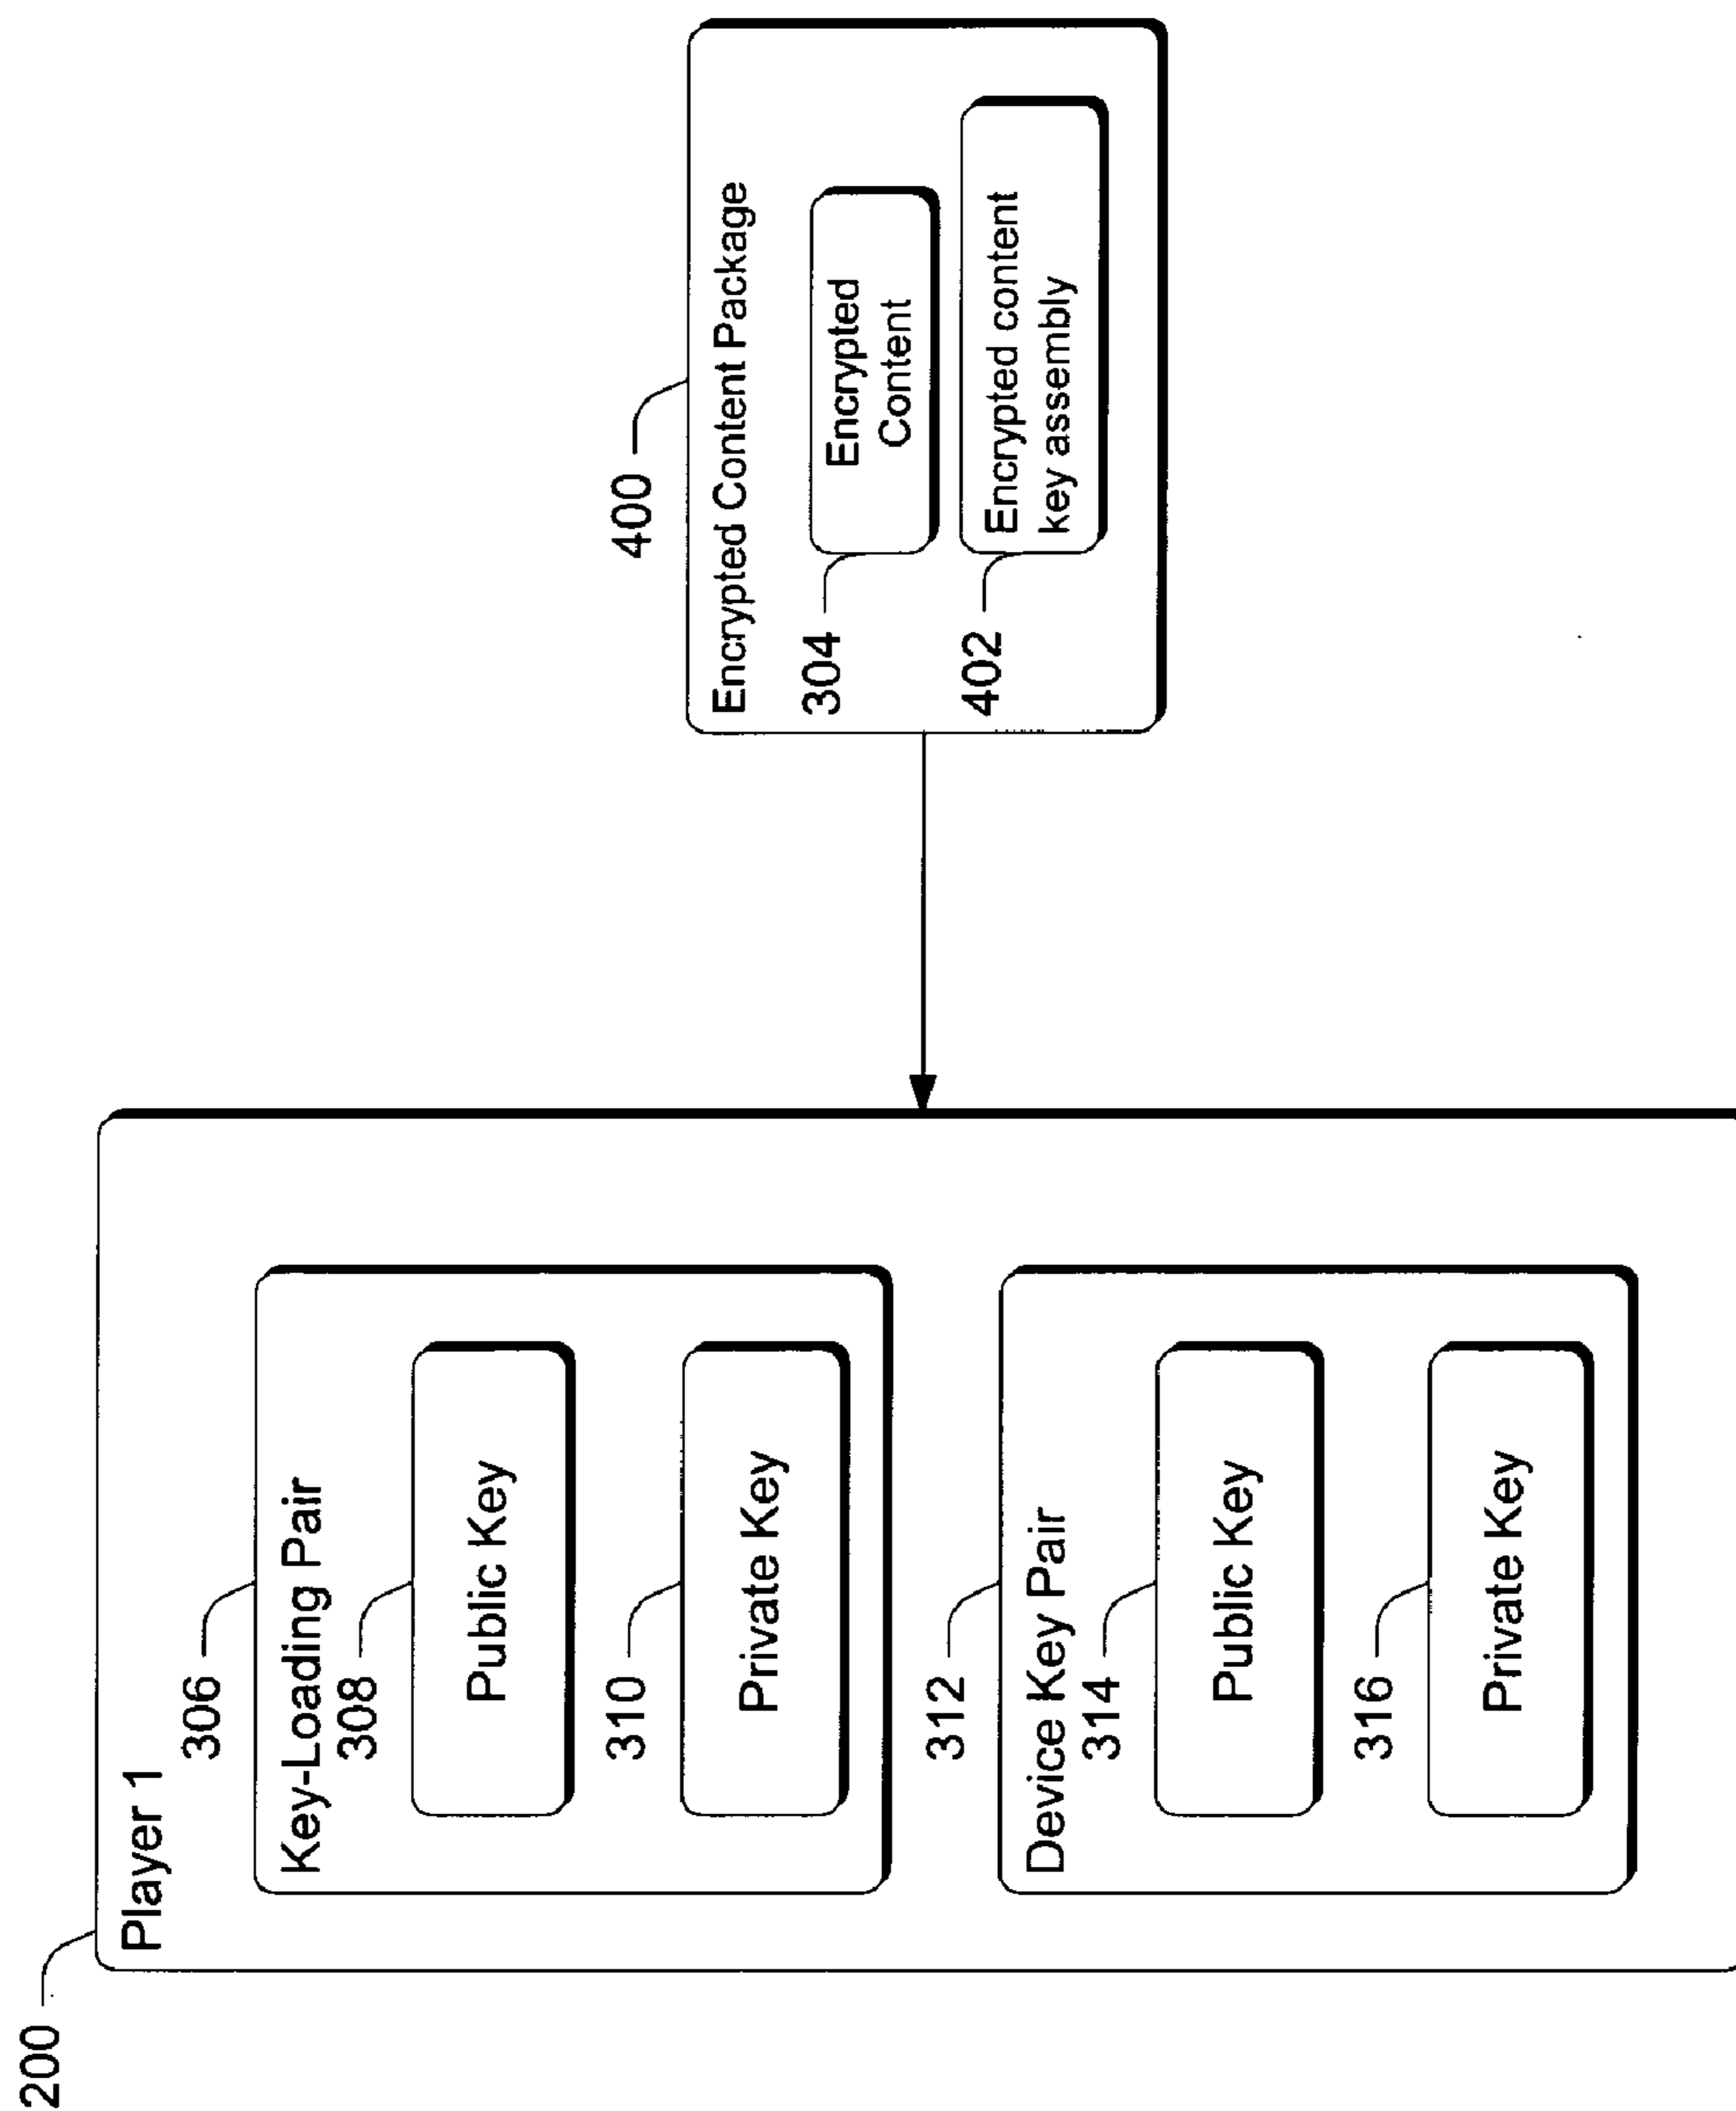 200
Player 1
306
Key-Loading Pair
308
Public Key
310
Private Key
312
Device Key Pair
314
Public Key
316
Private Key
400
Encrypted Content Package
304
Encrypted
Content
402
Encrypted content
key assembly